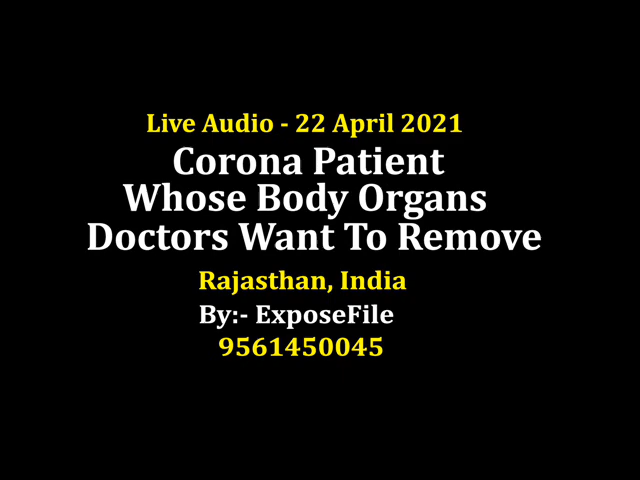 Live Audio - 22 April 2021
Corona Patient
Whose Body Organs
Doctors Want To Remove
Rajasthan, India
By:- ExposeFile
9561450045